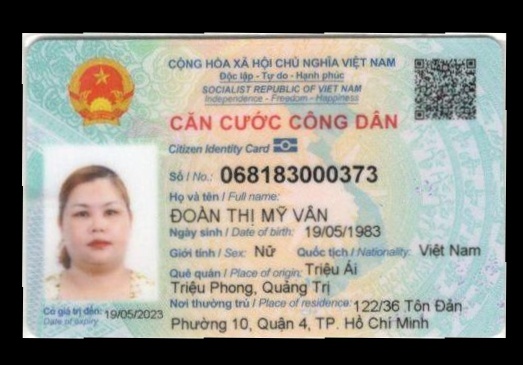 CỘNG HÒA XÃ HỘI CHỦ NGHĨA VIỆT NAM
Độc lập - Tự do - Hạnh phúc
SOCIALIST REPUBLIC OF VIET NAM
Independence - Freedom - Happiness
CĂN CƯỚC CÔNG DÂN
Citizen Identity Card
Số / No.: 068183000373
Họ và tên / Full name:
ĐOÀN THỊ MỸ VÂN
Ngày sinh / Date of birth: 19/05/1983
Giới tính / Sex: Nữ Quốc tịch / Nationality: Việt Nam
Quê quán / Place of origin: Triệu Ái
Triệu Phong, Quảng Trị
Nơi thường trú / Place of residence: 122/36 Tôn Đản
Phường 10, Quận 4, TP. Hồ Chí Minh
Có giá trị đến: 19/05/2023
Date of expiry